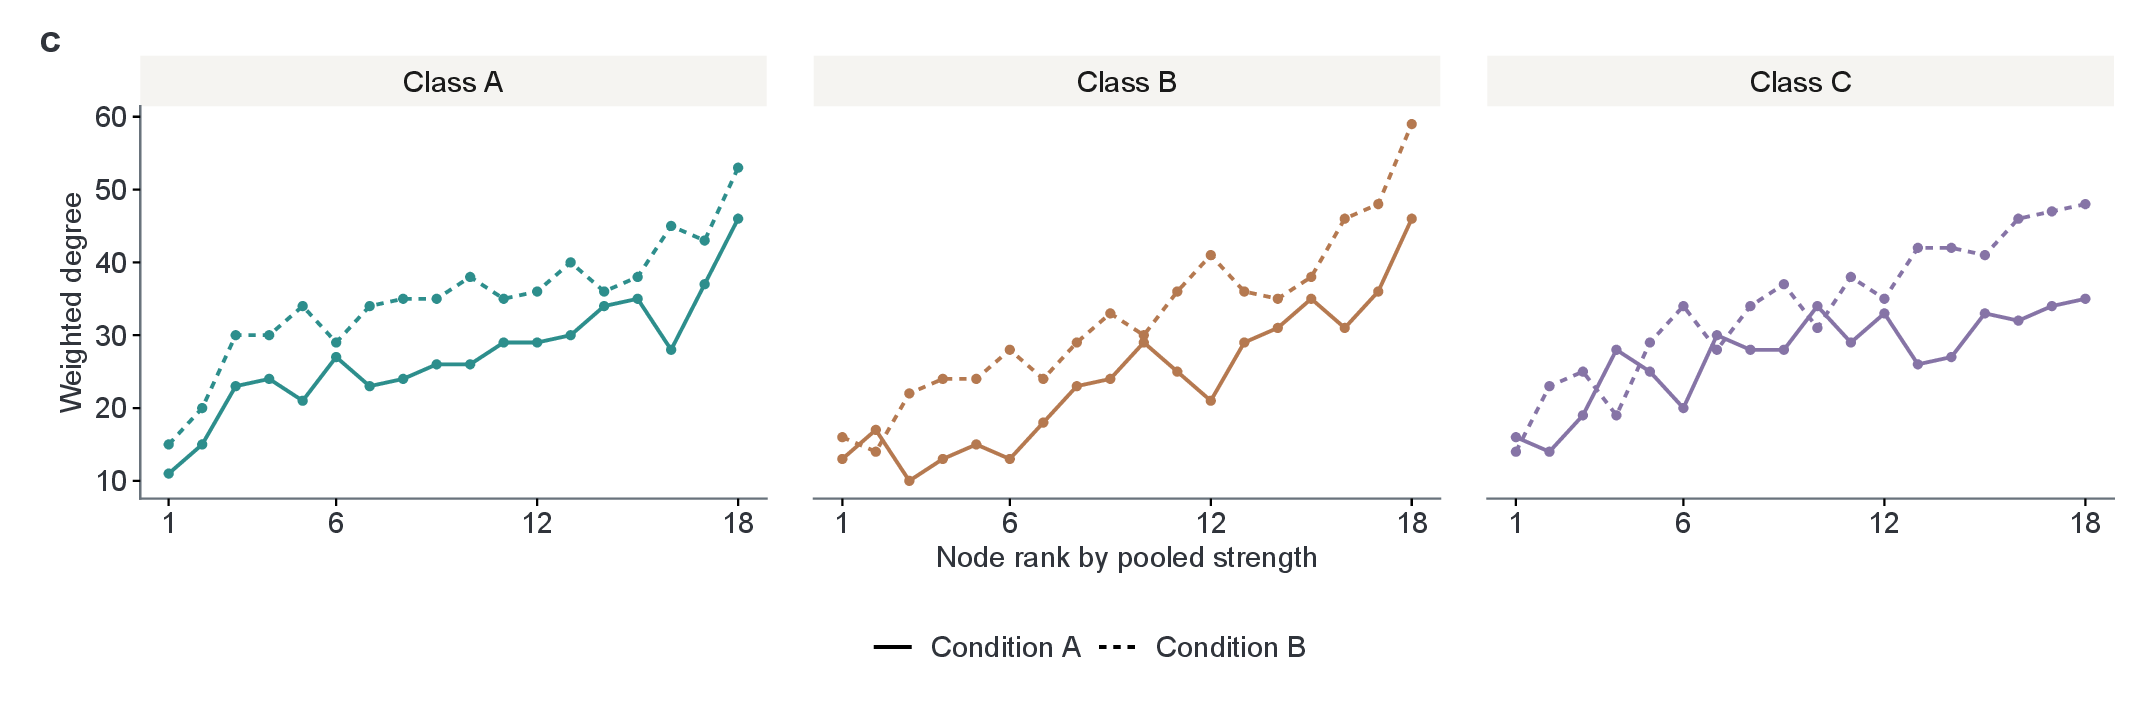 c
Class A Class B Class C
60
50
40
30
20
10
Weighted degree
1 6 12 18 1 6 12 18 1 6 12 18
Node rank by pooled strength
Condition A Condition B